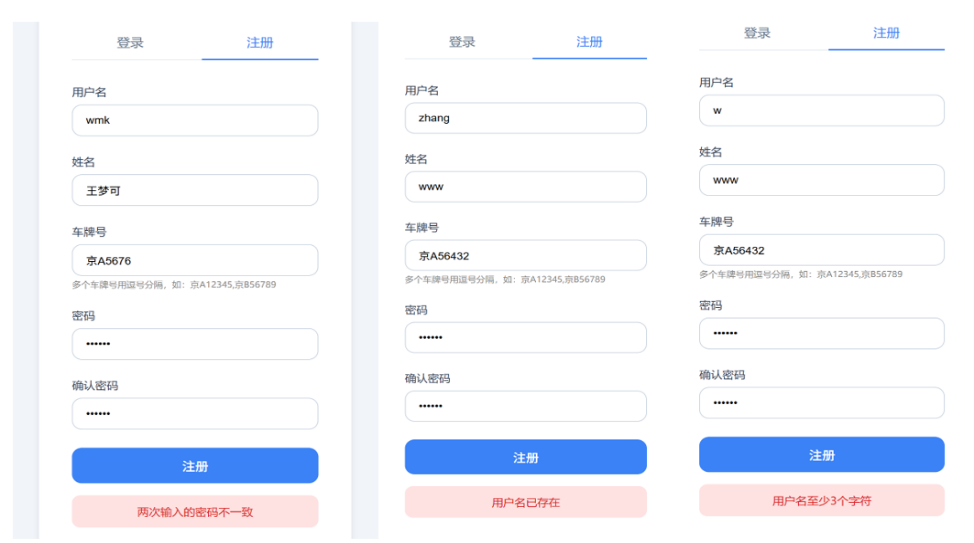 登录 注册
用户名
wmk
姓名
王梦可
车牌号
京A5676
多个车牌号用逗号分隔，如：京A12345,京B56789
密码
••••••
确认密码
••••••
注册
两次输入的密码不一致
登录 注册
用户名
zhang
姓名
www
车牌号
京A56432
多个车牌号用逗号分隔，如：京A12345,京B56789
密码
••••••
确认密码
••••••
注册
用户名已存在
登录 注册
用户名
w
姓名
www
车牌号
京A56432
多个车牌号用逗号分隔，如：京A12345,京B56789
密码
••••••
确认密码
••••••
注册
用户名至少3个字符